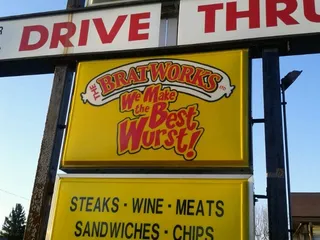 DRIVE THRU
THE BRATWORKS
We Make
the Best
Wurst!
STEAKS · WINE · MEATS
SANDWICHES · CHIPS